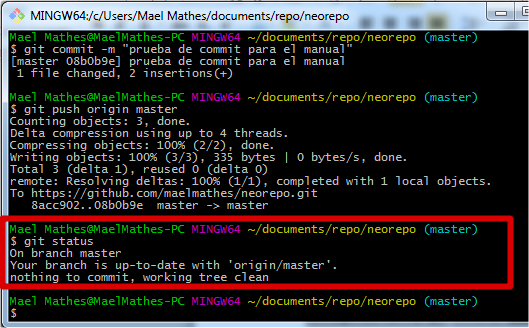 MINGW64:/c/Users/Mael Mathes/documents/repo/neorepo
Mael Mathes@MaelMathes-PC MINGW64 ~/documents/repo/neorepo (master)
$ git commit -m "prueba de commit para el manual"
[master 08b0b9e] prueba de commit para el manual
 1 file changed, 2 insertions(+)
Mael Mathes@MaelMathes-PC MINGW64 ~/documents/repo/neorepo (master)
$ git push origin master
Counting objects: 3, done.
Delta compression using up to 4 threads.
Compressing objects: 100% (2/2), done.
Writing objects: 100% (3/3), 335 bytes | 0 bytes/s, done.
Total 3 (delta 1), reused 0 (delta 0)
remote: Resolving deltas: 100% (1/1), completed with 1 local objects.
To https://github.com/maelmathes/neorepo.git
   8acc902..08b0b9e  master -> master
Mael Mathes@MaelMathes-PC MINGW64 ~/documents/repo/neorepo (master)
$ git status
On branch master
Your branch is up-to-date with 'origin/master'.
nothing to commit, working tree clean
Mael Mathes@MaelMathes-PC MINGW64 ~/documents/repo/neorepo (master)
$